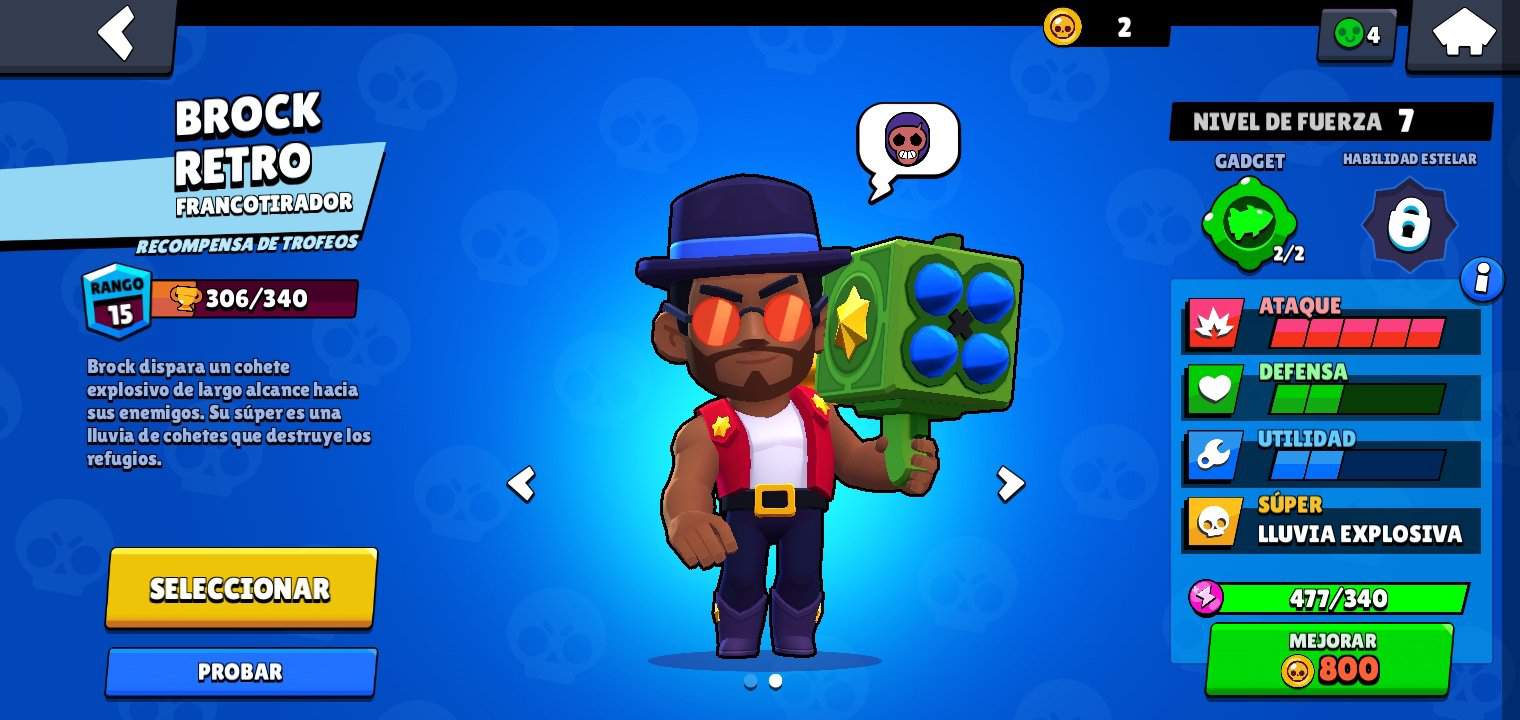 2
4
BROCK
RETRO
FRANCOTIRADOR
RECOMPENSA DE TROFEOS
RANGO
15
306/340
Brock dispara un cohete
explosivo de largo alcance hacia
sus enemigos. Su súper es una
lluvia de cohetes que destruye los
refugios.
SELECCIONAR
PROBAR
NIVEL DE FUERZA 7
GADGET
HABILIDAD ESTELAR
2/2
i
ATAQUE
DEFENSA
UTILIDAD
SÚPER
LLUVIA EXPLOSIVA
477/340
MEJORAR
800